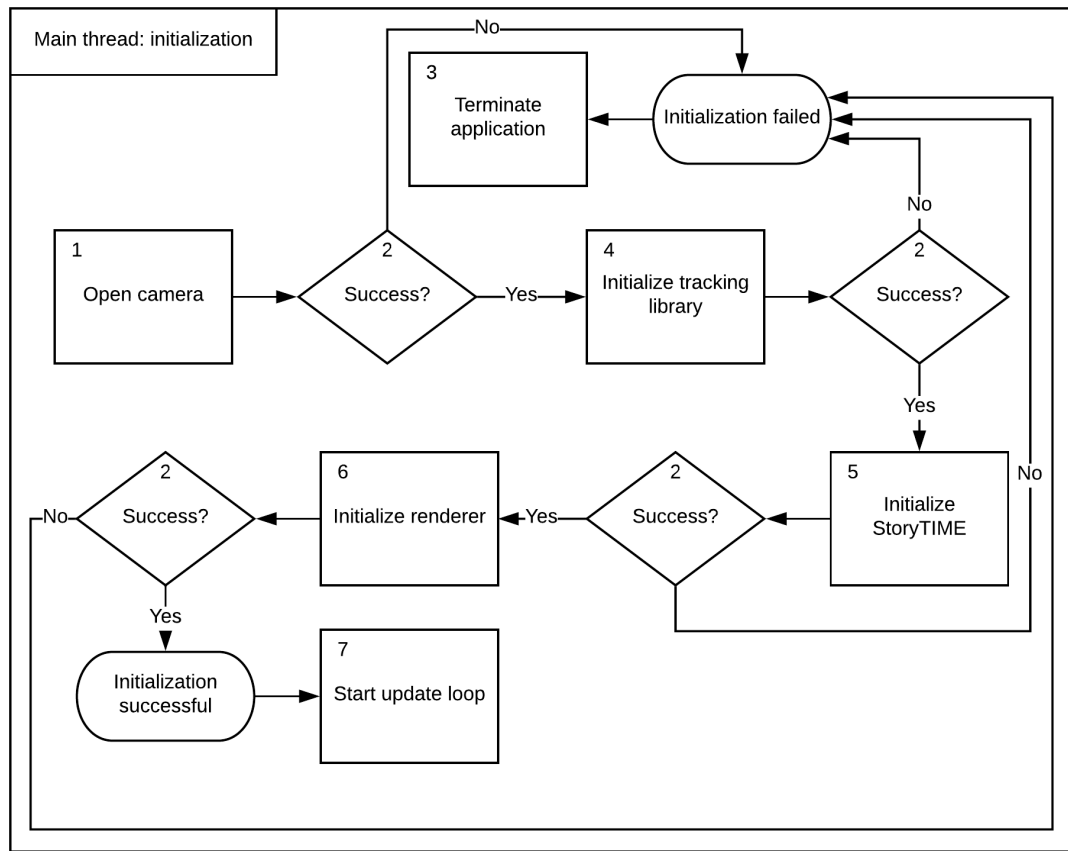 Main thread: initialization
No
3
Terminate
application
Initialization failed
No
1
Open camera
2
Success?
Yes
4
Initialize tracking
library
2
Success?
Yes
2
Success?
No
6
Initialize renderer
Yes
2
Success?
5
Initialize
StoryTIME
No
Yes
Initialization
successful
7
Start update loop